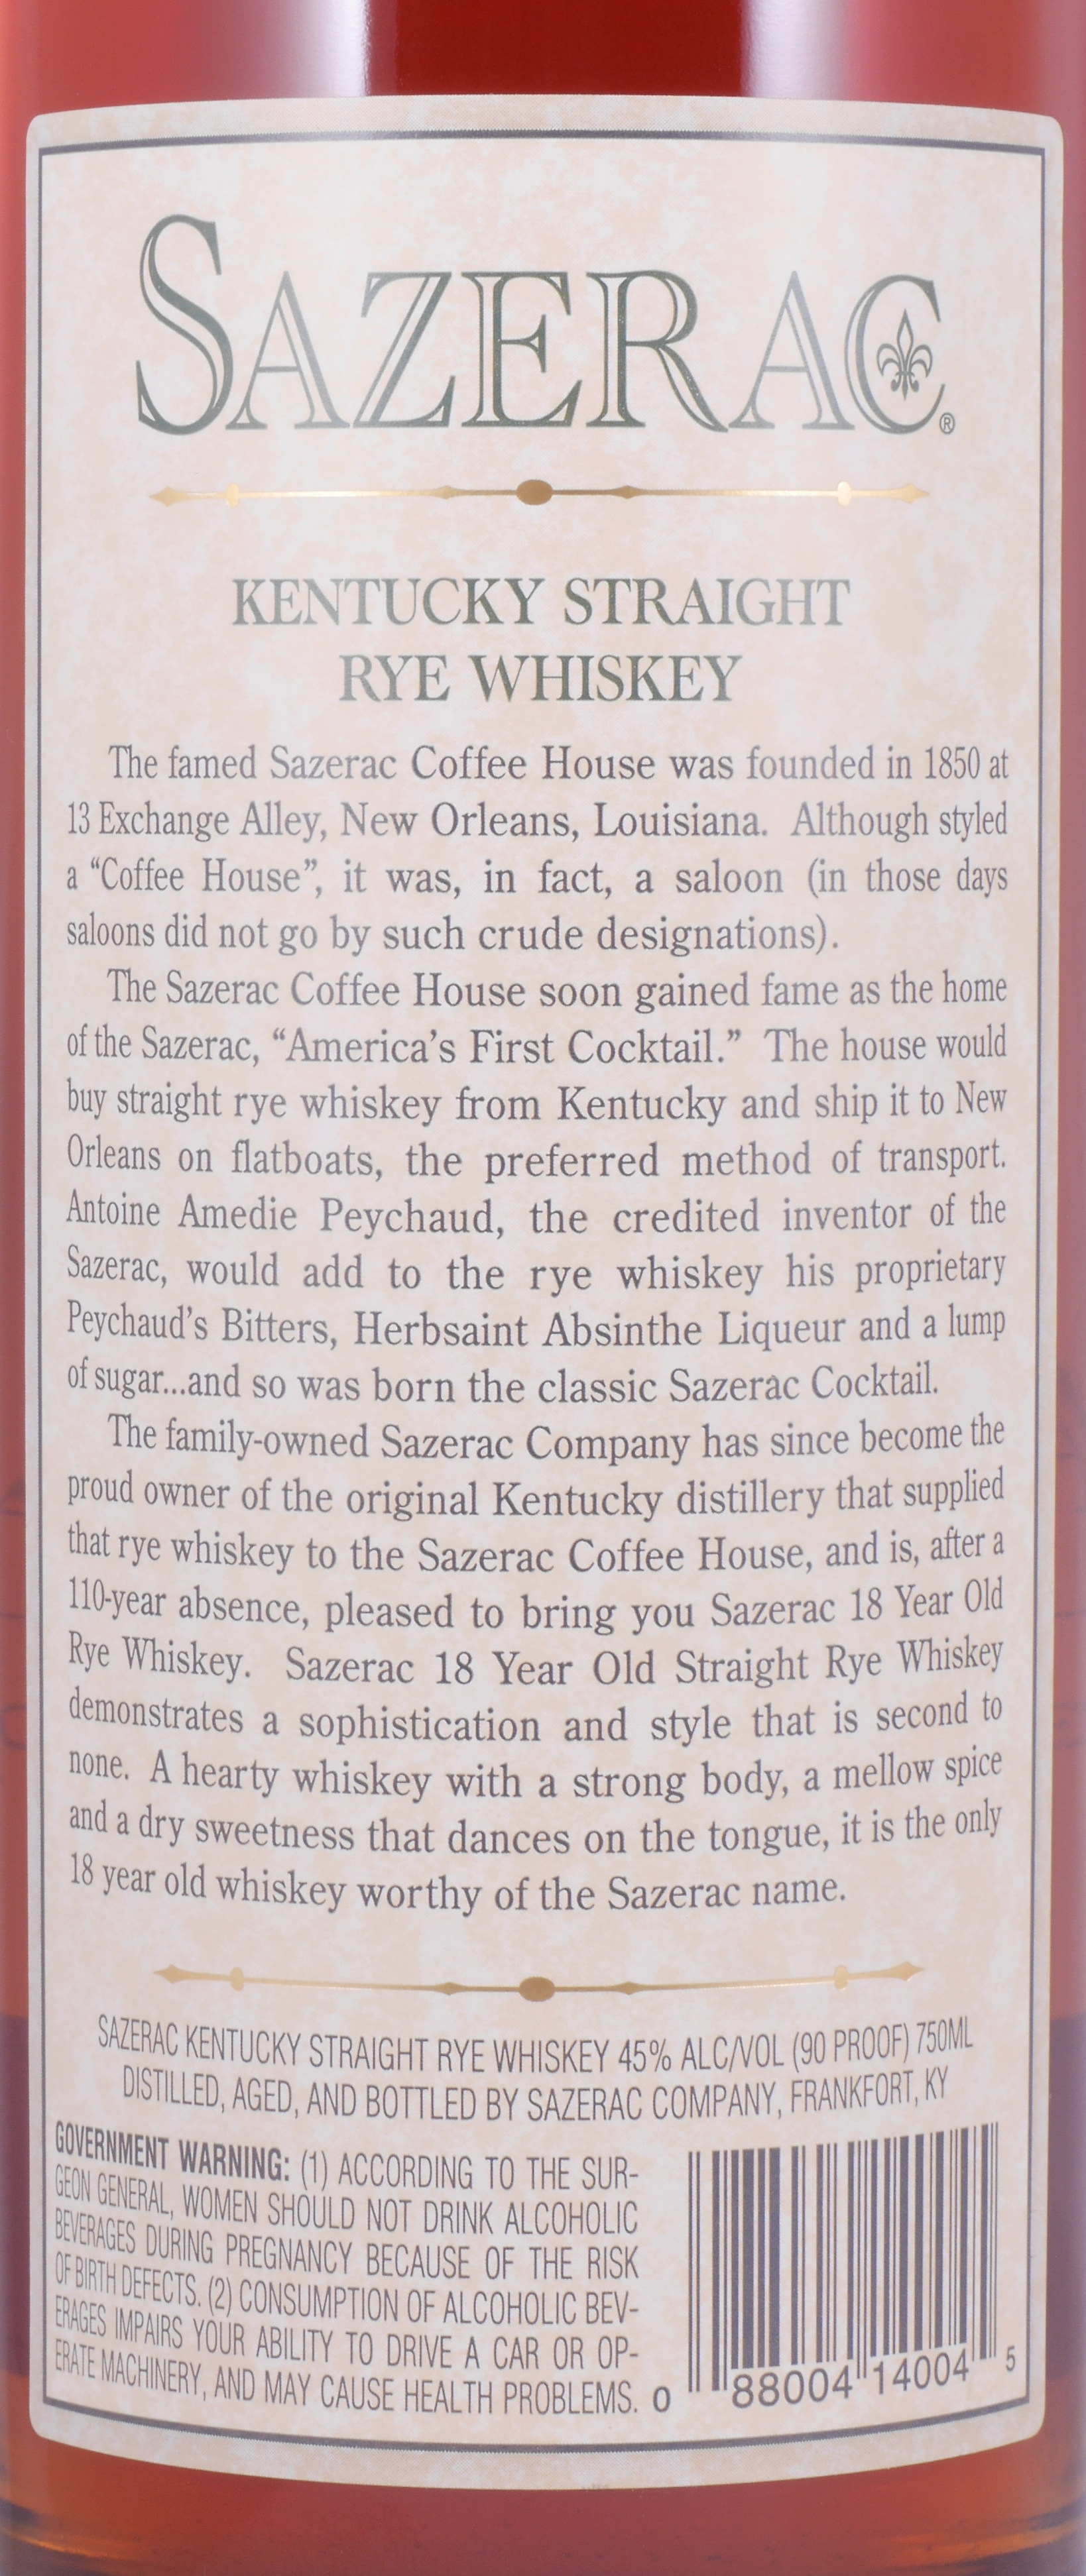 SAZERAC®
KENTUCKY STRAIGHT
RYE WHISKEY
The famed Sazerac Coffee House was founded in 1850 at
13 Exchange Alley, New Orleans, Louisiana. Although styled
a “Coffee House”, it was, in fact, a saloon (in those days
saloons did not go by such crude designations).
The Sazerac Coffee House soon gained fame as the home
of the Sazerac, “America’s First Cocktail.” The house would
buy straight rye whiskey from Kentucky and ship it to New
Orleans on flatboats, the preferred method of transport.
Antoine Amedie Peychaud, the credited inventor of the
Sazerac, would add to the rye whiskey his proprietary
Peychaud’s Bitters, Herbsaint Absinthe Liqueur and a lump
of sugar...and so was born the classic Sazerac Cocktail.
The family-owned Sazerac Company has since become the
proud owner of the original Kentucky distillery that supplied
that rye whiskey to the Sazerac Coffee House, and is, after a
110-year absence, pleased to bring you Sazerac 18 Year Old
Rye Whiskey. Sazerac 18 Year Old Straight Rye Whiskey
demonstrates a sophistication and style that is second to
none. A hearty whiskey with a strong body, a mellow spice
and a dry sweetness that dances on the tongue, it is the only
18 year old whiskey worthy of the Sazerac name.
SAZERAC KENTUCKY STRAIGHT RYE WHISKEY 45% ALC/VOL (90 PROOF) 750ML
DISTILLED, AGED, AND BOTTLED BY SAZERAC COMPANY, FRANKFORT, KY
GOVERNMENT WARNING: (1) ACCORDING TO THE SUR-
GEON GENERAL, WOMEN SHOULD NOT DRINK ALCOHOLIC
BEVERAGES DURING PREGNANCY BECAUSE OF THE RISK
OF BIRTH DEFECTS. (2) CONSUMPTION OF ALCOHOLIC BEV-
ERAGES IMPAIRS YOUR ABILITY TO DRIVE A CAR OR OP-
ERATE MACHINERY, AND MAY CAUSE HEALTH PROBLEMS.
0 88004 14004 5